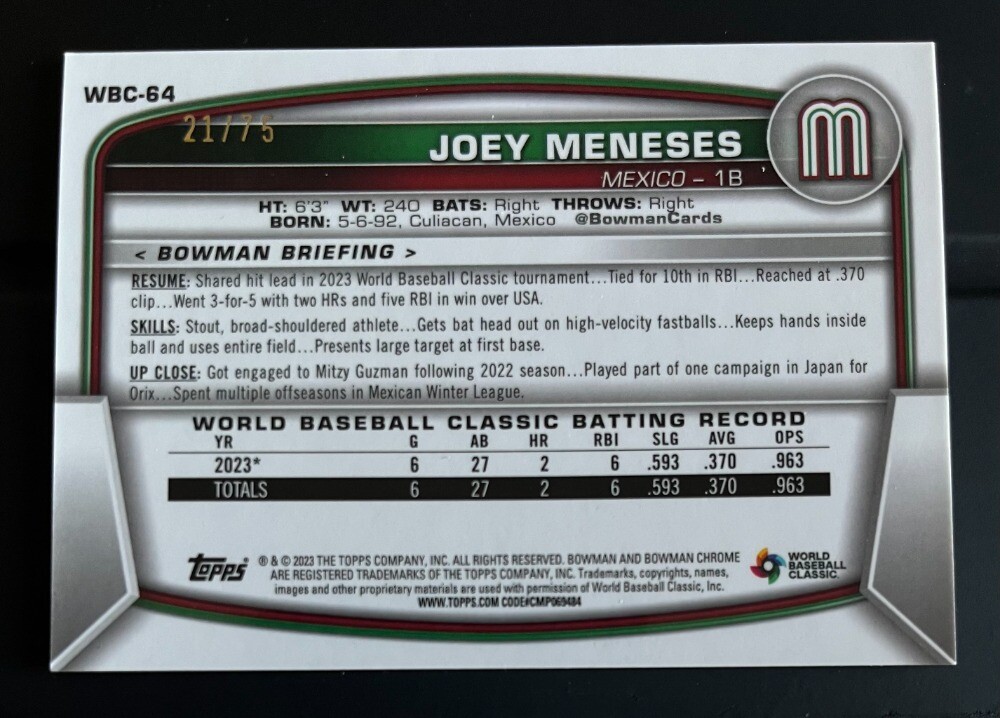 WBC-64
21/75
JOEY MENESES
MEXICO – 1B
HT: 6'3" WT: 240 BATS: Right THROWS: Right
BORN: 5-6-92, Culiacan, Mexico @BowmanCards
< BOWMAN BRIEFING >
RESUME: Shared hit lead in 2023 World Baseball Classic tournament...Tied for 10th in RBI...Reached at .370
clip...Went 3-for-5 with two HRs and five RBI in win over USA.
SKILLS: Stout, broad-shouldered athlete...Gets bat head out on high-velocity fastballs...Keeps hands inside
ball and uses entire field...Presents large target at first base.
UP CLOSE: Got engaged to Mitzy Guzman following 2022 season...Played part of one campaign in Japan for
Orix...Spent multiple offseasons in Mexican Winter League.
WORLD BASEBALL CLASSIC BATTING RECORD
YR G AB HR RBI SLG AVG OPS
2023* 6 27 2 6 .593 .370 .963
TOTALS 6 27 2 6 .593 .370 .963
Topps
® & © 2023 THE TOPPS COMPANY, INC. ALL RIGHTS RESERVED. BOWMAN AND BOWMAN CHROME
ARE REGISTERED TRADEMARKS OF THE TOPPS COMPANY, INC. Trademarks, copyrights, names,
images and other proprietary materials are used with permission of World Baseball Classic, Inc.
WWW.TOPPS.COM CODE#CMP069484
WORLD
BASEBALL
CLASSIC.